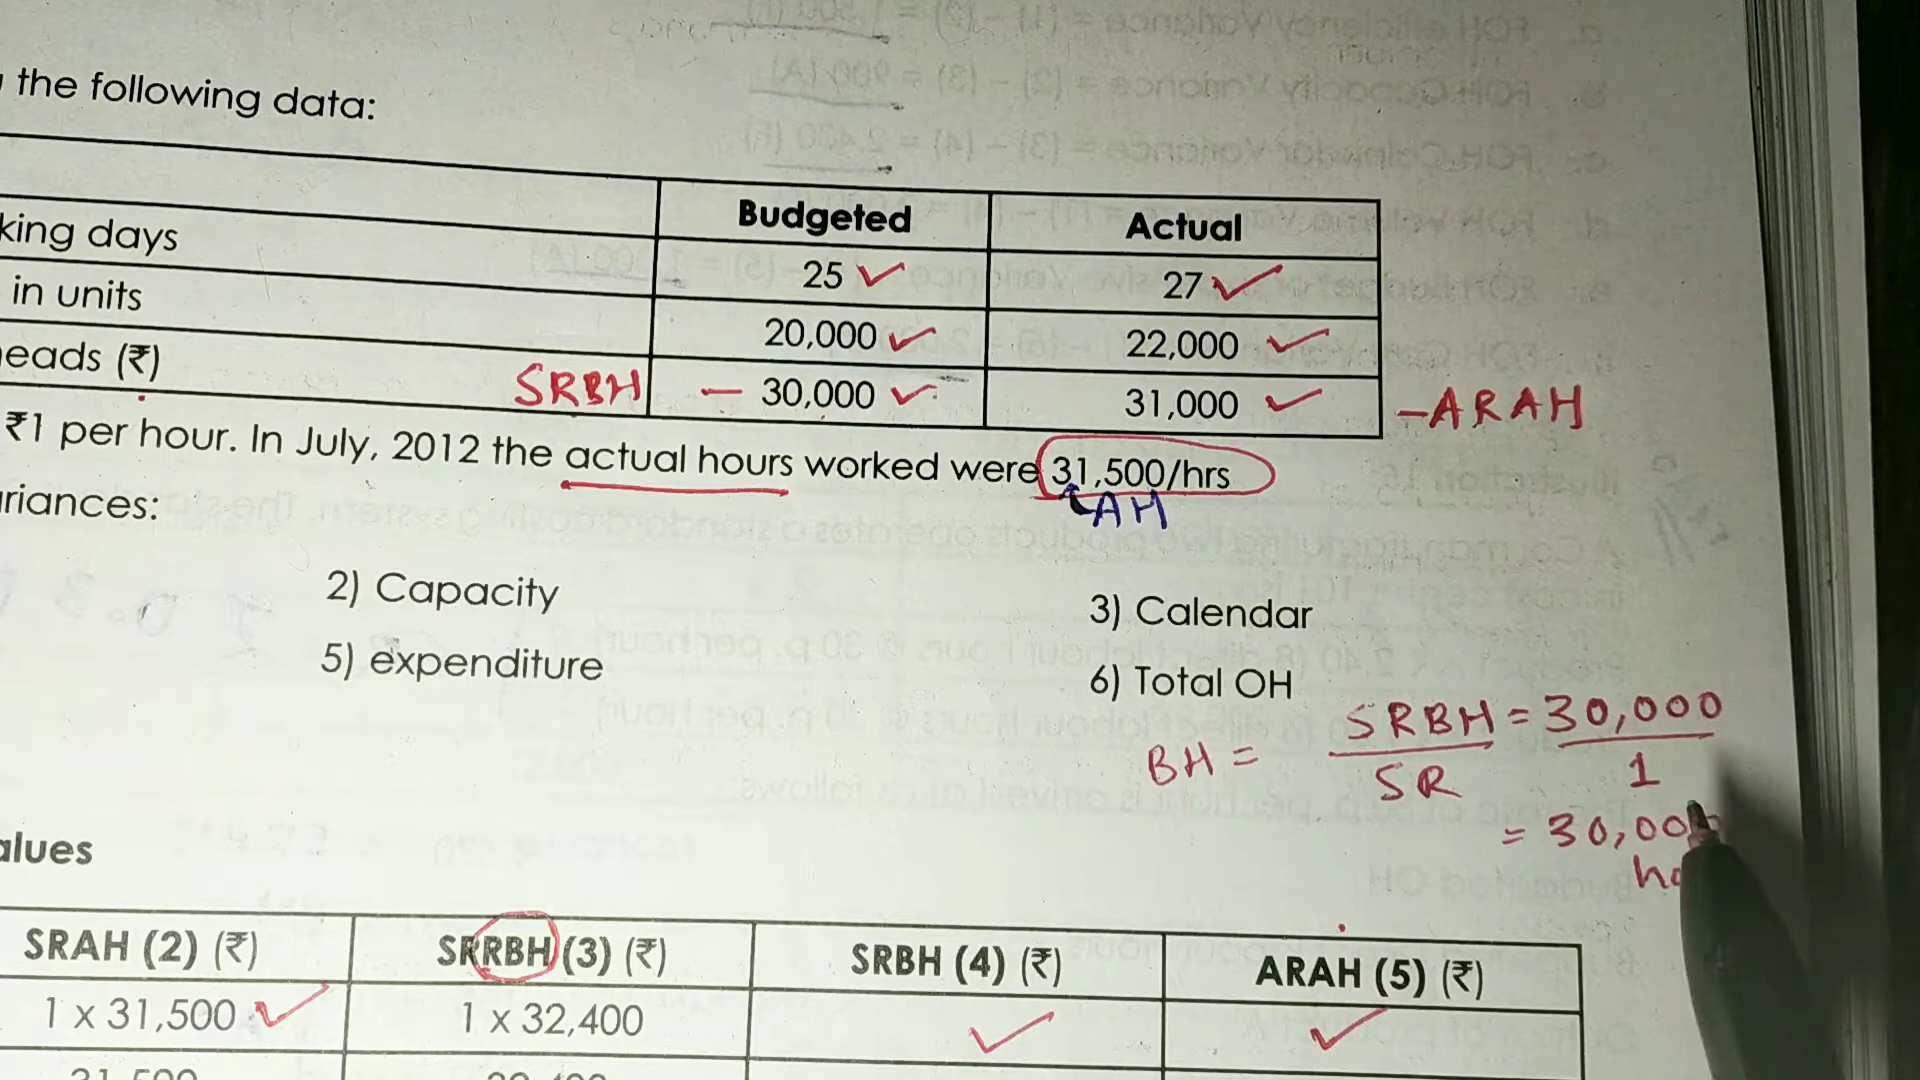 the following data:
Budgeted Actual
king days 25 27
in units 20,000 22,000
eads (₹) SRBH – 30,000 31,000 – ARAH
₹1 per hour. In July, 2012 the actual hours worked were 31,500/hrs
AH
riances:
2) Capacity 3) Calendar
5) expenditure 6) Total OH
BH = SRBH = 30,000
SR 1
= 30,00
alues
SRAH (2) (₹) SRRBH (3) (₹) SRBH (4) (₹) ARAH (5) (₹)
1 x 31,500 1 x 32,400